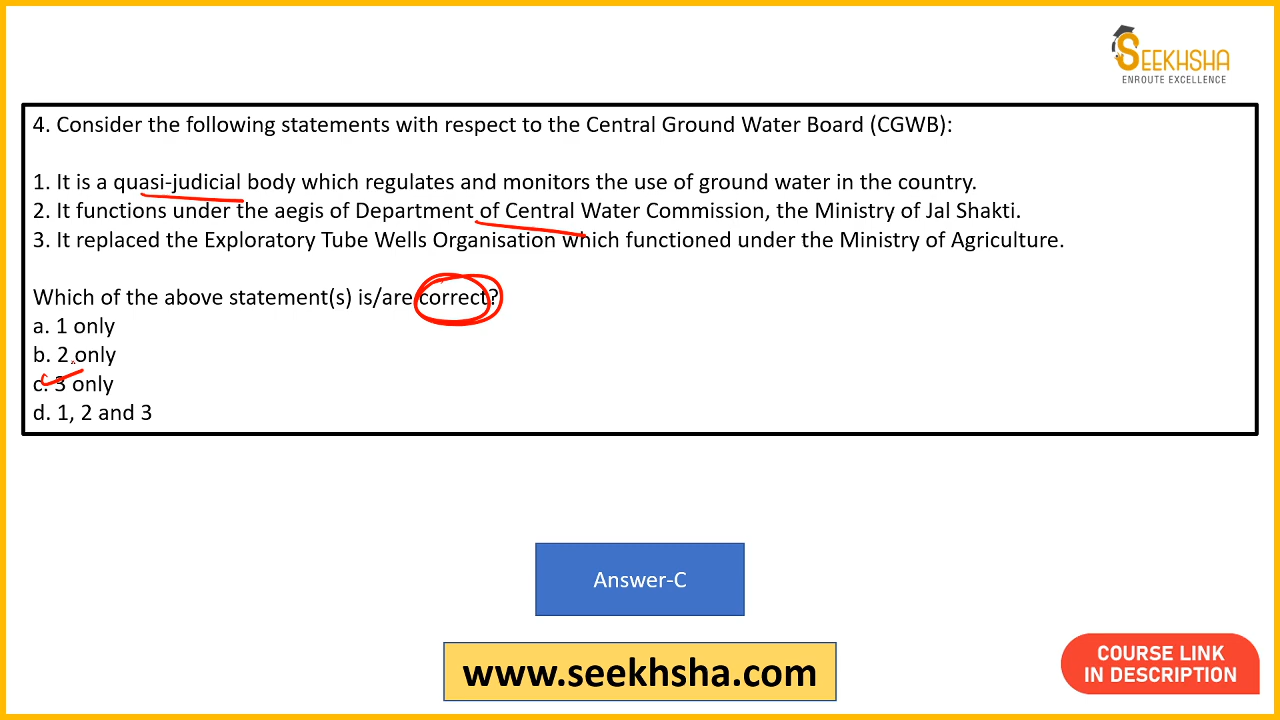 SEEKHSHA
ENROUTE EXCELLENCE
4. Consider the following statements with respect to the Central Ground Water Board (CGWB):
1. It is a quasi-judicial body which regulates and monitors the use of ground water in the country.
2. It functions under the aegis of Department of Central Water Commission, the Ministry of Jal Shakti.
3. It replaced the Exploratory Tube Wells Organisation which functioned under the Ministry of Agriculture.
Which of the above statement(s) is/are correct?
a. 1 only
b. 2 only
c. 3 only
d. 1, 2 and 3
Answer-C
www.seekhsha.com
COURSE LINK
IN DESCRIPTION